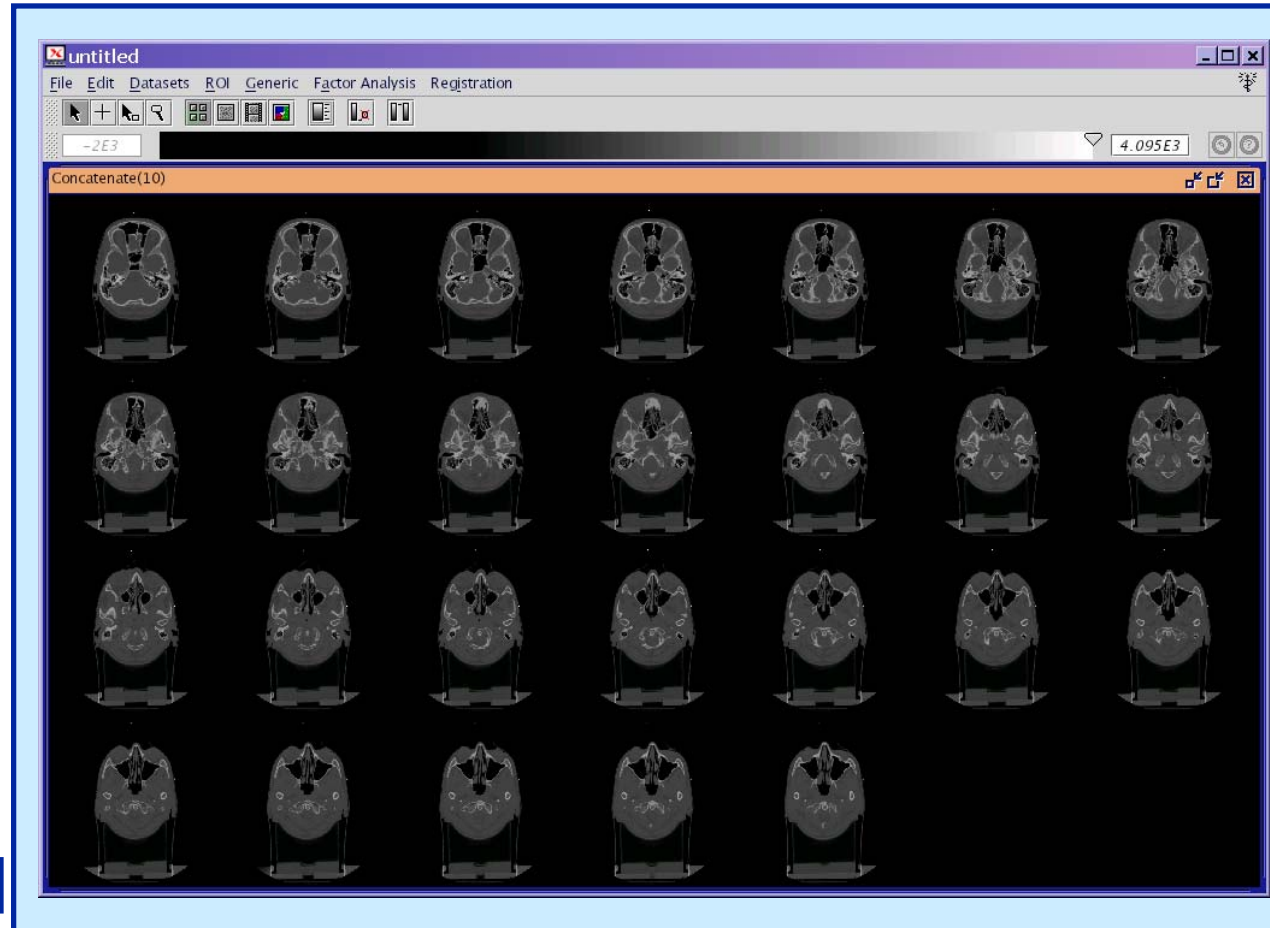 untitled
File Edit Datasets ROI Generic Factor Analysis Registration
-2E3 4.095E3
Concatenate(10)